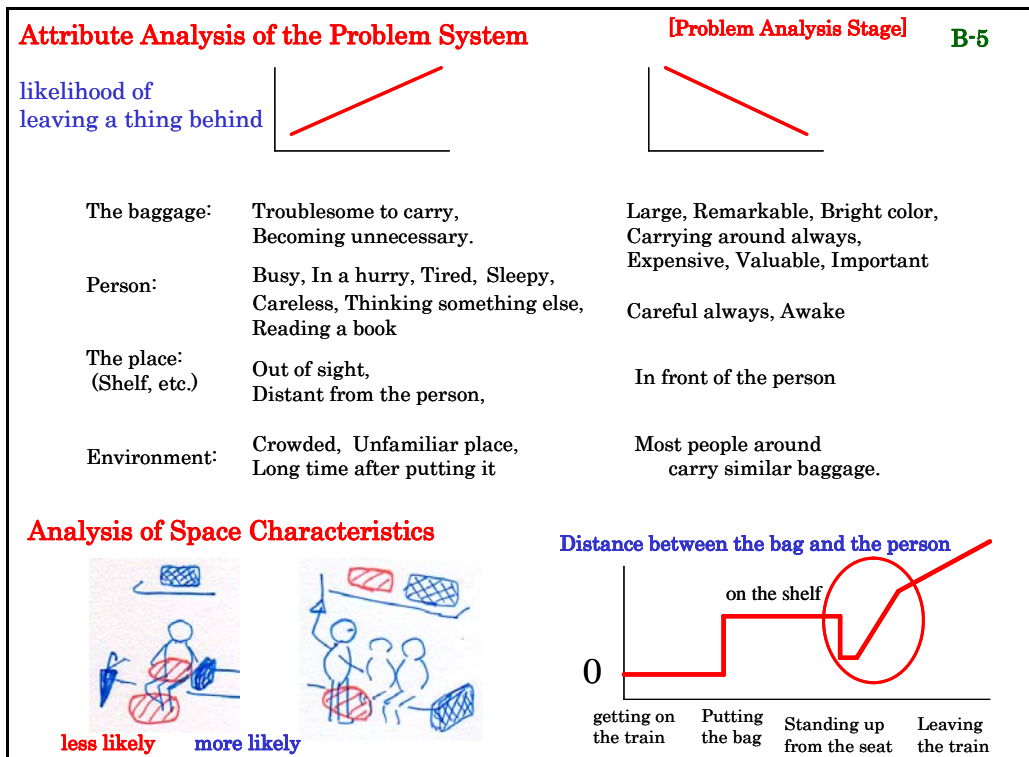 Attribute Analysis of the Problem System
[Problem Analysis Stage]
B-5
likelihood of
leaving a thing behind
The baggage:
Troublesome to carry,
Becoming unnecessary.
Large, Remarkable, Bright color,
Carrying around always,
Expensive, Valuable, Important
Person:
Busy, In a hurry, Tired, Sleepy,
Careless, Thinking something else,
Reading a book
Careful always, Awake
The place:
(Shelf, etc.)
Out of sight,
Distant from the person,
In front of the person
Environment:
Crowded, Unfamiliar place,
Long time after putting it
Most people around
carry similar baggage.
Analysis of Space Characteristics
less likely
more likely
Distance between the bag and the person
on the shelf
0
getting on
the train
Putting
the bag
Standing up
from the seat
Leaving
the train